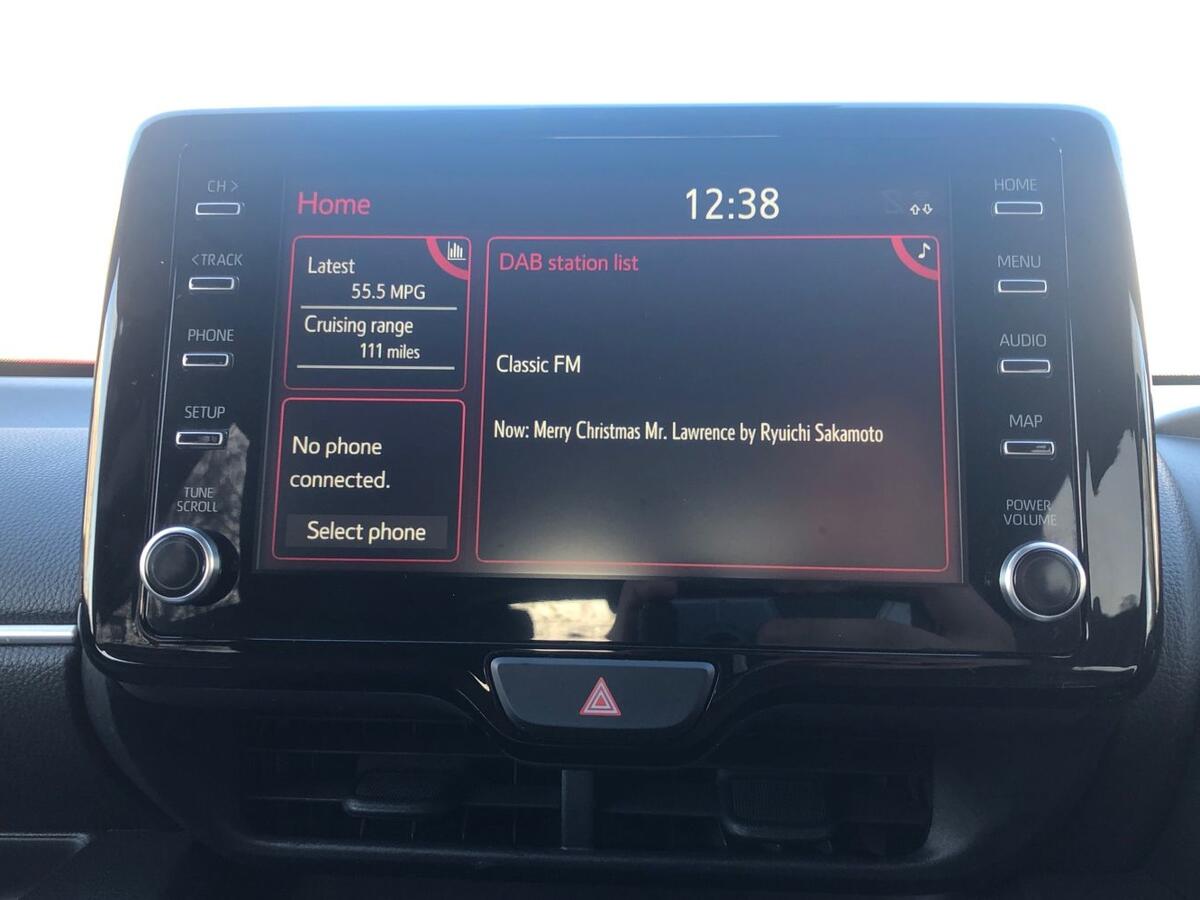 CH >
< TRACK
PHONE
SETUP
TUNE
SCROLL
Home
12:38
Latest
55.5 MPG
Cruising range
111 miles
No phone
connected.
Select phone
DAB station list
Classic FM
Now: Merry Christmas Mr. Lawrence by Ryuichi Sakamoto
HOME
MENU
AUDIO
MAP
POWER
VOLUME